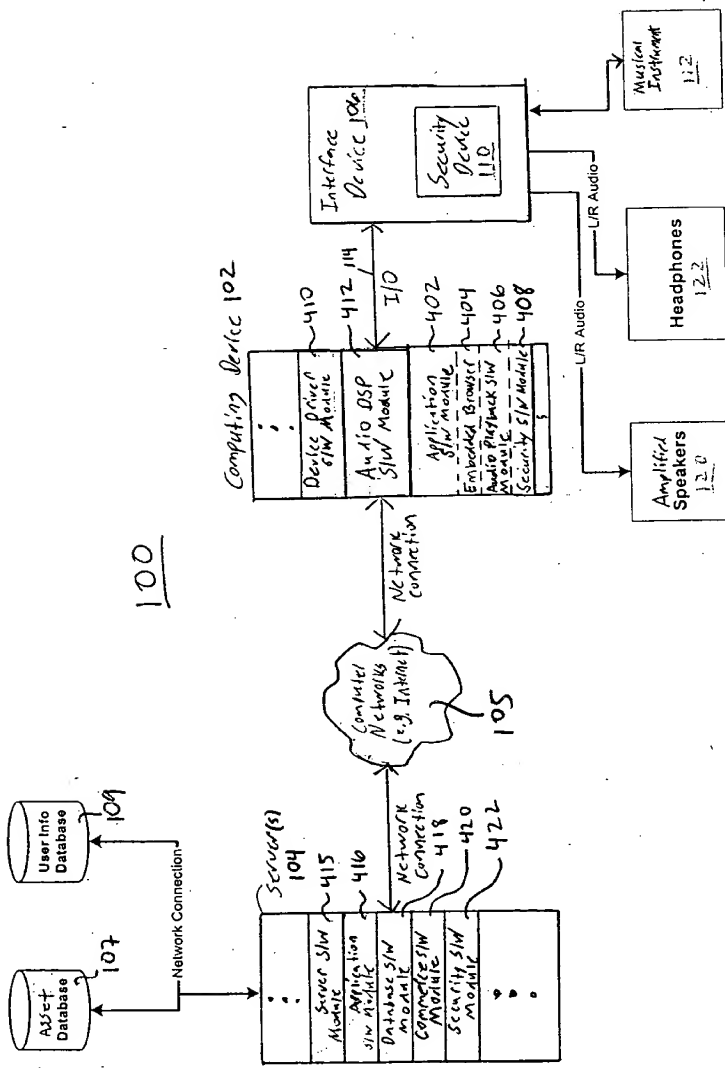 100
Asset
Database
107
User Info
Database
109
Network Connection
Server(s)
104
Server S/W
Module
415
Application
S/W Module
416
Database S/W
Module
418
Commerce S/W
Module
420
Security S/W
Module
422
Network
Connection
Computer
Networks
(e.g. Internet)
105
Network
Connection
Computing Device 102
Device Driver
S/W Module
410
Audio DSP
S/W Module
412
Application
S/W Module
402
Embedded Browser
404
Audio Playback S/W
Module
406
Security S/W Module
408
114
I/O
Interface
Device 106
Security
Device
110
L/R Audio
L/R Audio
Amplified
Speakers
120
Headphones
122
Musical
Instrument
112